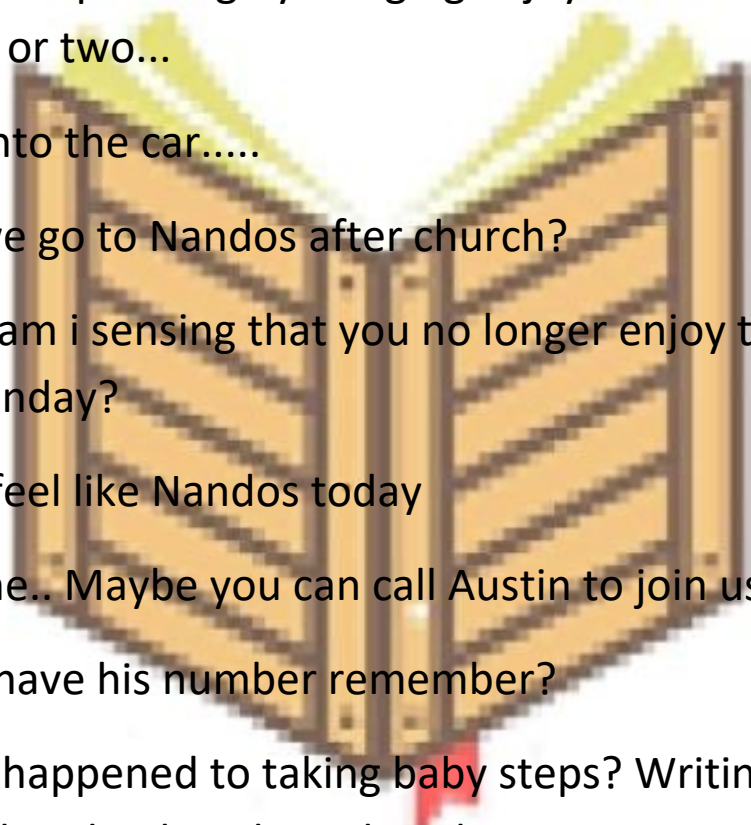 or two...
nto the car.....
e go to Nandos after church?
am i sensing that you no longer enjoy t
nday?
feel like Nandos today
e.. Maybe you can call Austin to join us
have his number remember?
happened to taking baby steps? Writin